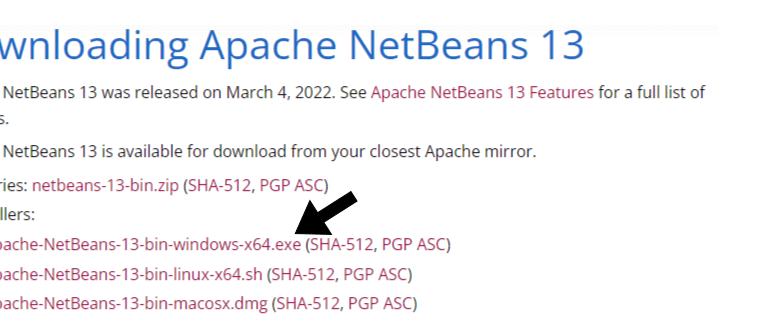 wnloading Apache NetBeans 13
NetBeans 13 was released on March 4, 2022. See Apache NetBeans 13 Features for a full list of
s.
NetBeans 13 is available for download from your closest Apache mirror.
ries: netbeans-13-bin.zip (SHA-512, PGP ASC)
llers:
pache-NetBeans-13-bin-windows-x64.exe (SHA-512, PGP ASC)
pache-NetBeans-13-bin-linux-x64.sh (SHA-512, PGP ASC)
pache-NetBeans-13-bin-macosx.dmg (SHA-512, PGP ASC)